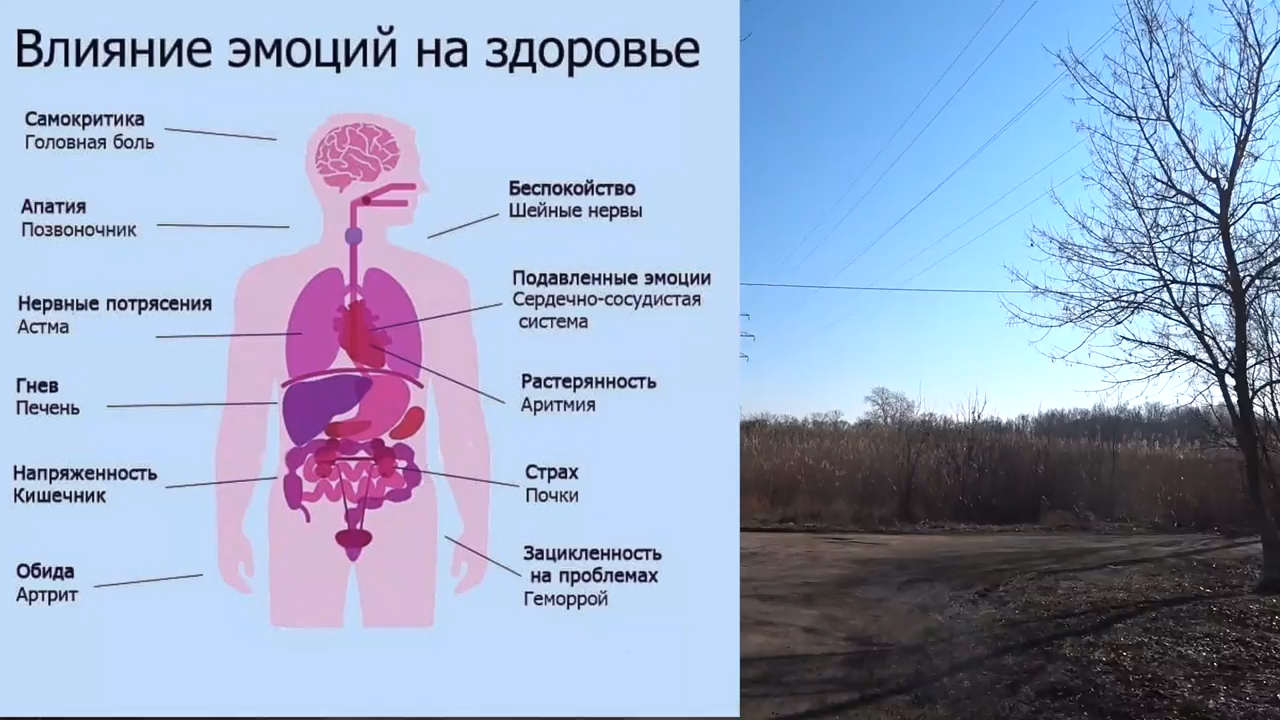 Влияние эмоций на здоровье
Самокритика
Головная боль
Апатия
Позвоночник
Нервные потрясения
Астма
Гнев
Печень
Напряженность
Кишечник
Обида
Артрит
Беспокойство
Шейные нервы
Подавленные эмоции
Сердечно-сосудистая
система
Растерянность
Аритмия
Страх
Почки
Зацикленность
на проблемах
Геморрой